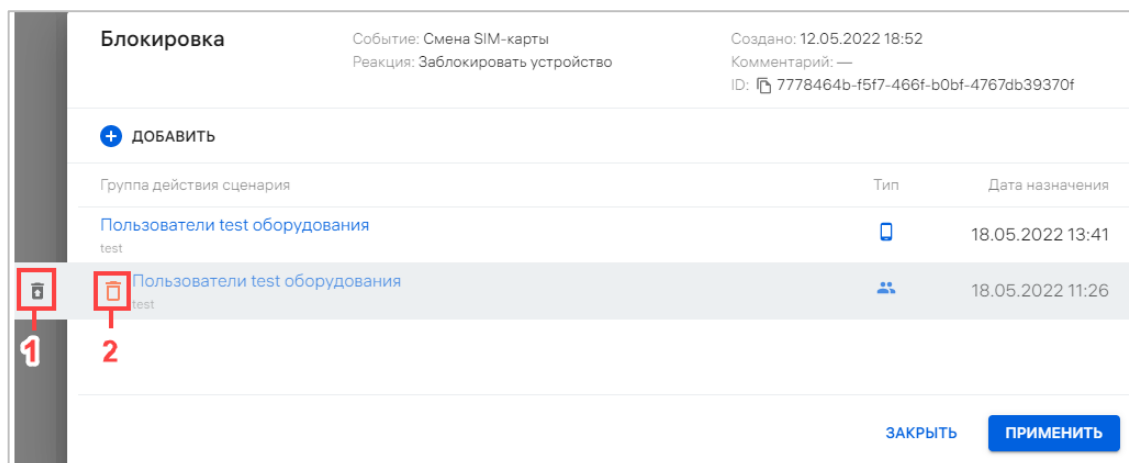 Блокировка
Событие: Смена SIM-карты
Реакция: Заблокировать устройство
Создано: 12.05.2022 18:52
Комментарий: —
ID: 7778464b-f5f7-466f-b0bf-4767db39370f
ДОБАВИТЬ
Группа действия сценария Тип Дата назначения
Пользователи test оборудования 18.05.2022 13:41
test
Пользователи test оборудования 18.05.2022 11:26
test
1 2
ЗАКРЫТЬ ПРИМЕНИТЬ